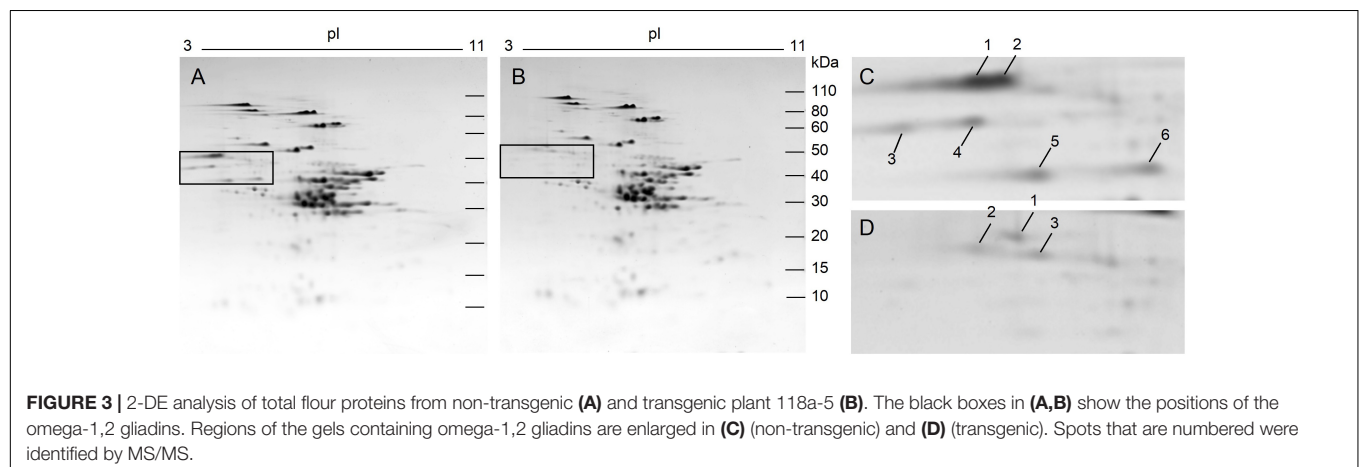 pI
3 11
pI
3 11
kDa
A
B
110
80
60
50
40
30
20
15
10
C
1 2
3
4
5
6
D
2
1
3
FIGURE 3 | 2-DE analysis of total flour proteins from non-transgenic (A) and transgenic plant 118a-5 (B). The black boxes in (A,B) show the positions of the
omega-1,2 gliadins. Regions of the gels containing omega-1,2 gliadins are enlarged in (C) (non-transgenic) and (D) (transgenic). Spots that are numbered were
identified by MS/MS.